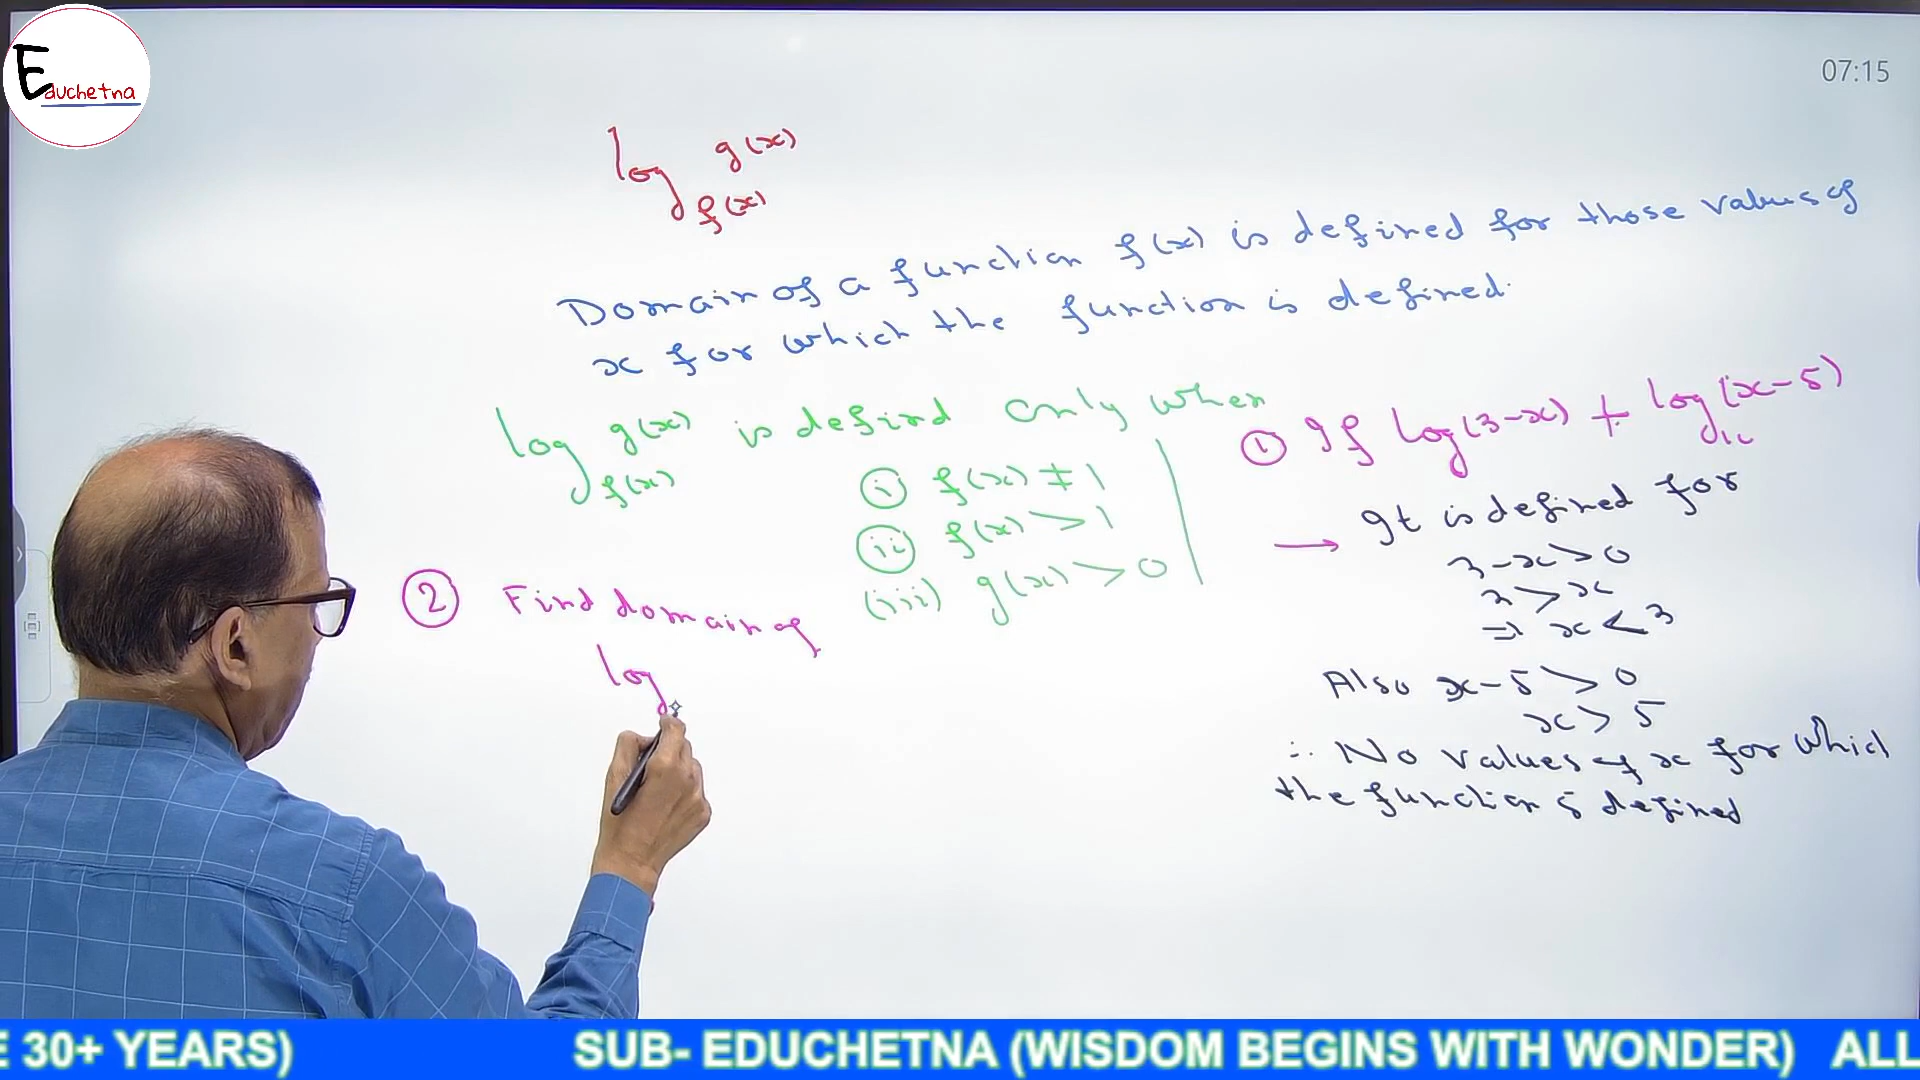 Educhetna
07:15
log g(x)
f(x)
Domain of a function f(x) is defined for those values of
x for which the function is defined.
log g(x) is defind only when
f(x)
(i) f(x) ≠ 1
(ii) f(x) > 1
(iii) g(x) > 0
① If log(3-x) + log (x-5)
→ It is defined for
3-x > 0
3 > x
⇒ x < 3
Also x-5 > 0
x > 5
∴ No values of x for which
the function is defined
② Find domain of
log
E 30+ YEARS) SUB- EDUCHETNA (WISDOM BEGINS WITH WONDER) ALL